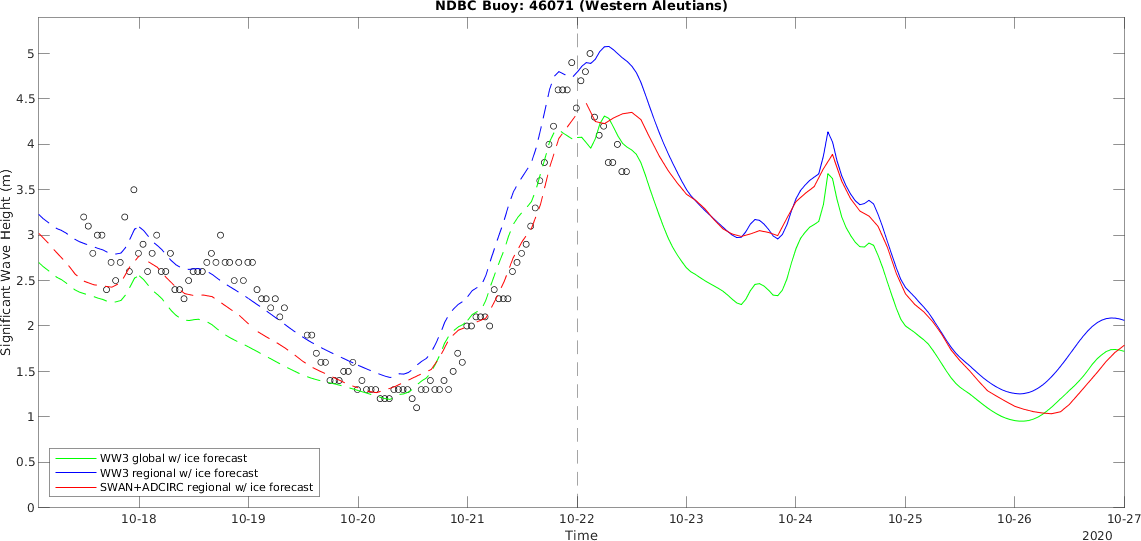 NDBC Buoy: 46071 (Western Aleutians)
Significant Wave Height (m)
5
4.5
4
3.5
3
2.5
2
1.5
1
0.5
0
WW3 global w/ ice forecast
WW3 regional w/ ice forecast
SWAN+ADCIRC regional w/ ice forecast
10-18 10-19 10-20 10-21 10-22 10-23 10-24 10-25 10-26 10-27
Time
2020